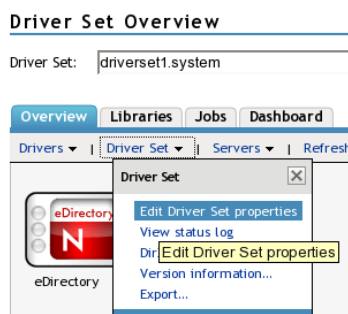 Driver Set Overview
Driver Set: driverset1.system
Overview Libraries Jobs Dashboard
Drivers | Driver Set | Servers | Refresh
Driver Set
eDirectory
N
Edit Driver Set properties
View status log
Dir
Edit Driver Set properties
Version information...
Export...
eDirectory